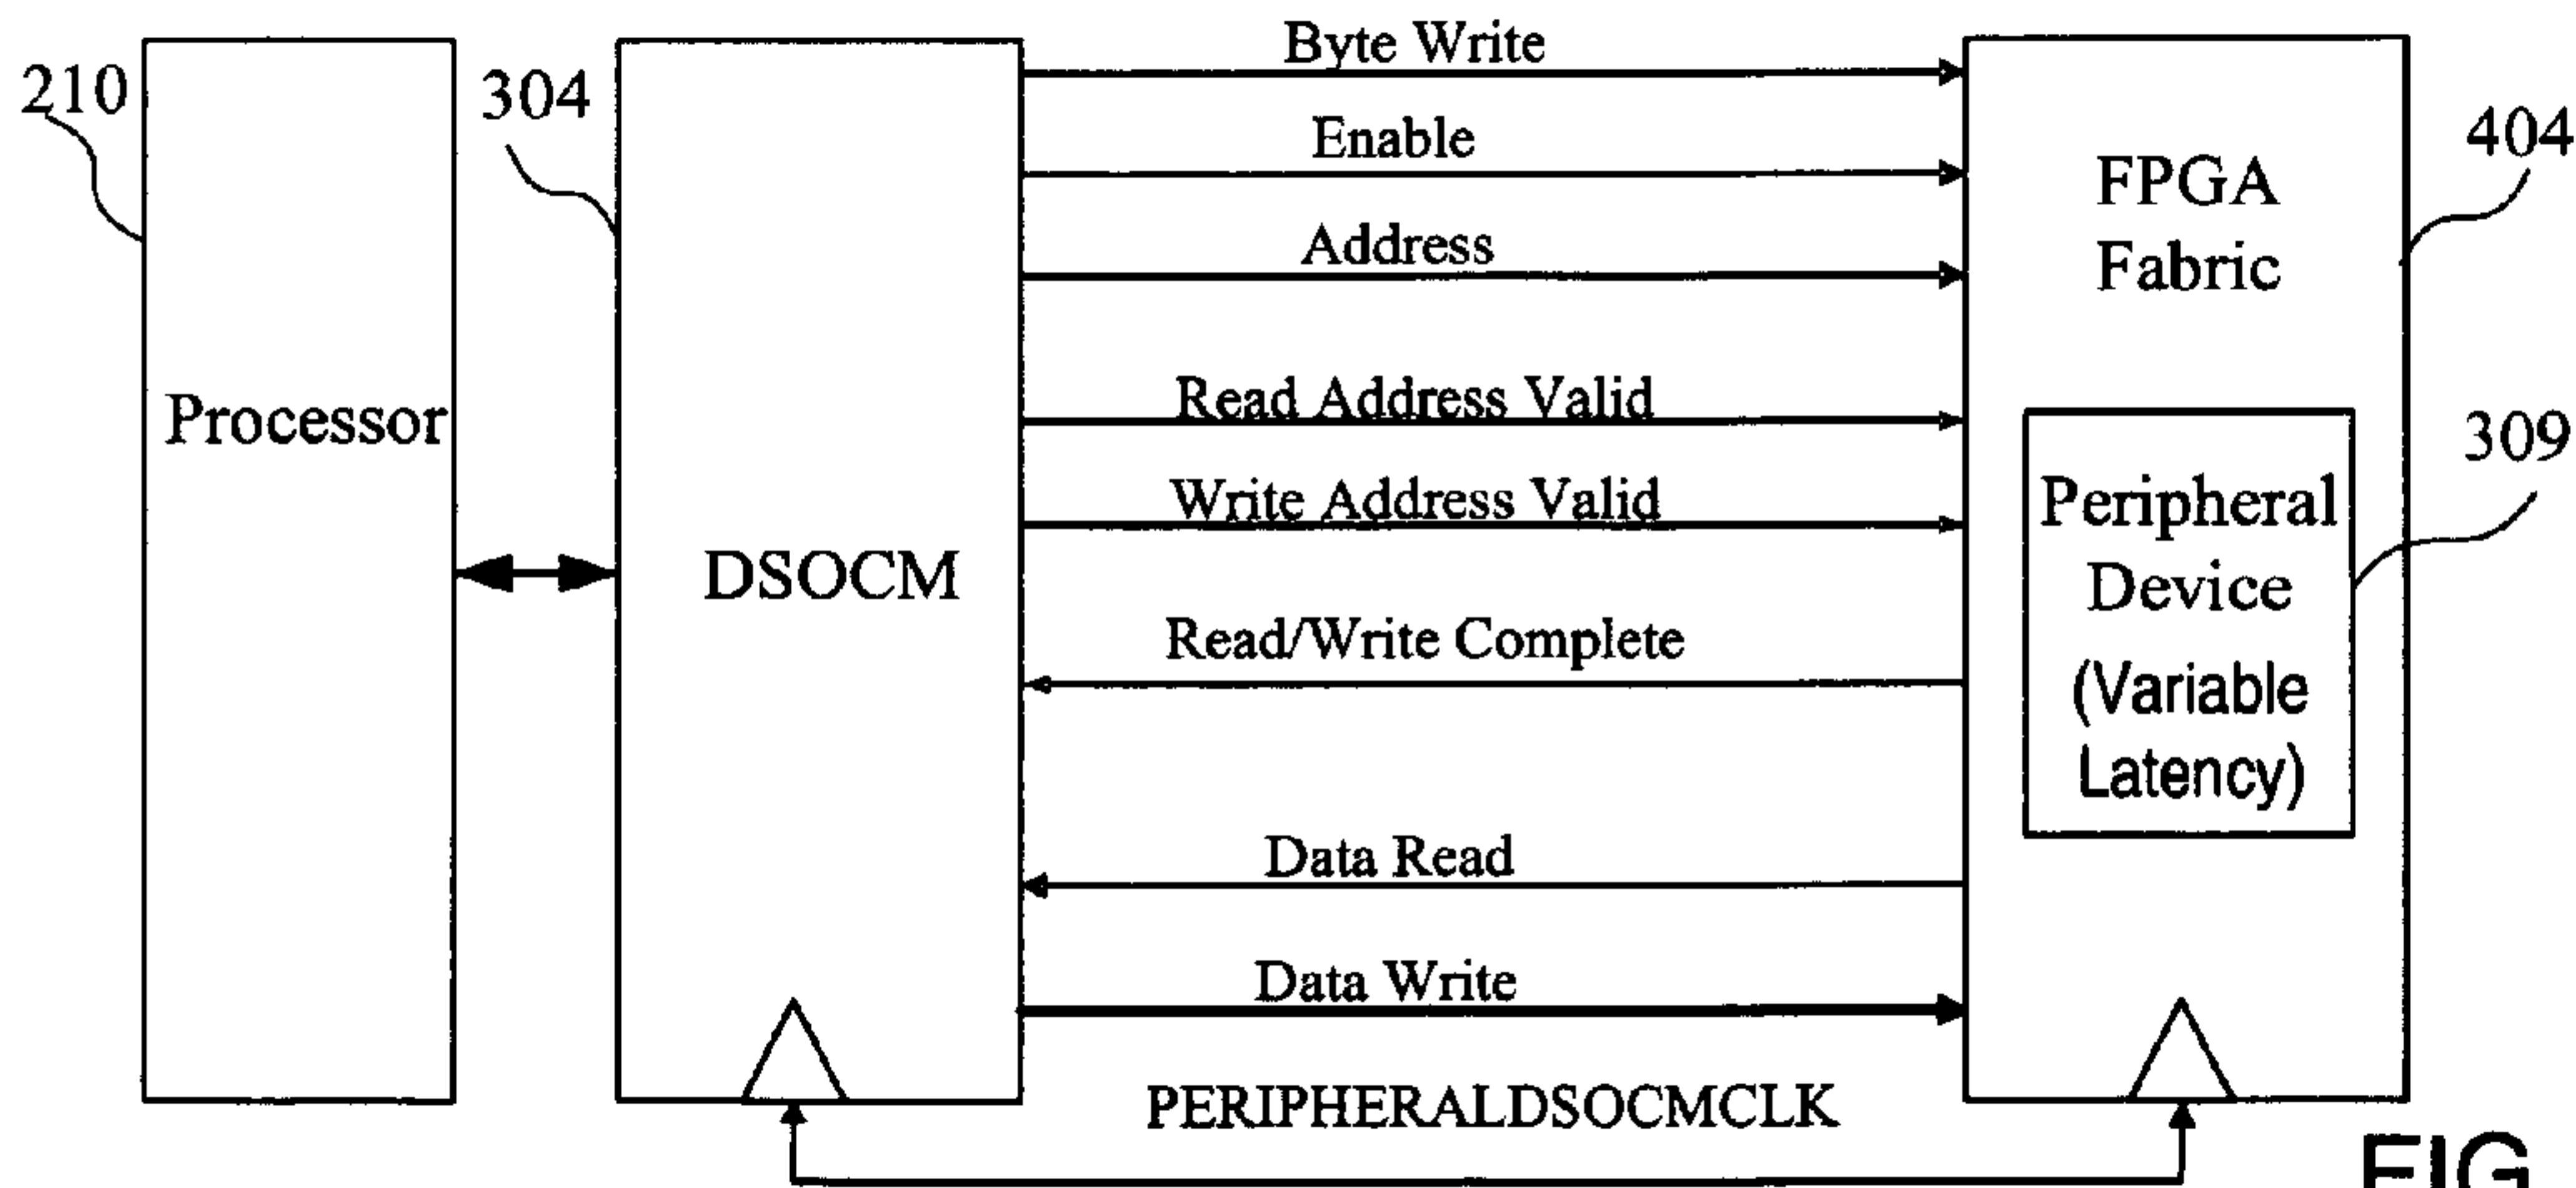 Byte Write
210
304
Enable
404
FPGA
Fabric
Address
Read Address Valid
Processor
309
Write Address Valid
Peripheral
Device
(Variable
Latency)
DSOCM
Read/Write Complete
Data Read
Data Write
PERIPHERALDSOCMCLK
FIG